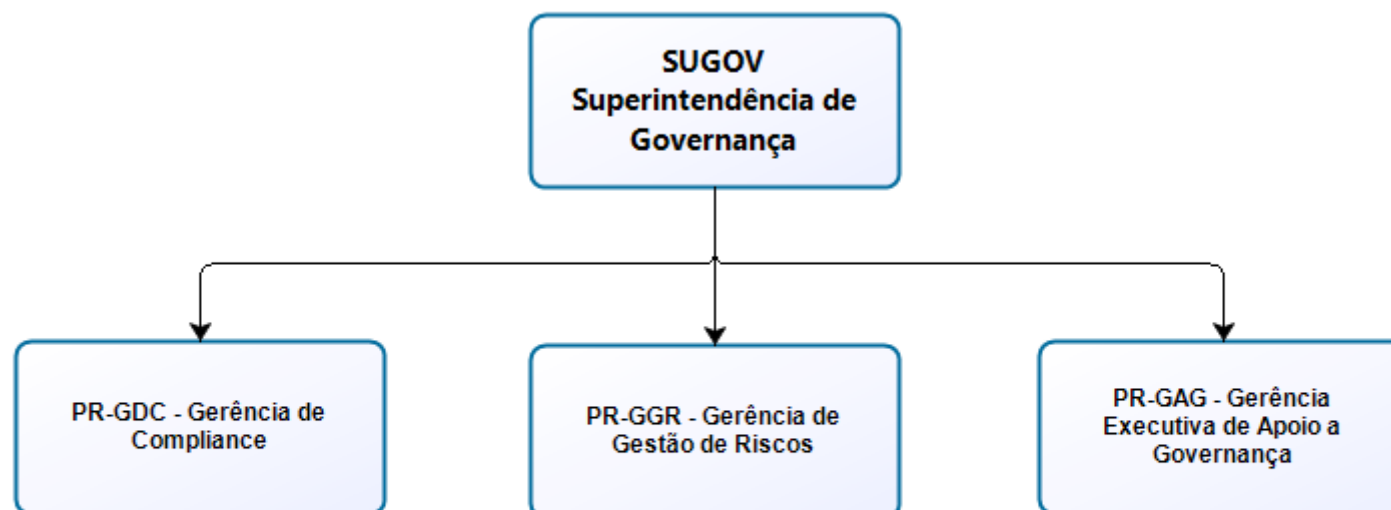 SUGOV
Superintendência de
Governança
PR-GDC - Gerência de
Compliance
PR-GGR - Gerência de
Gestão de Riscos
PR-GAG - Gerência
Executiva de Apoio a
Governança